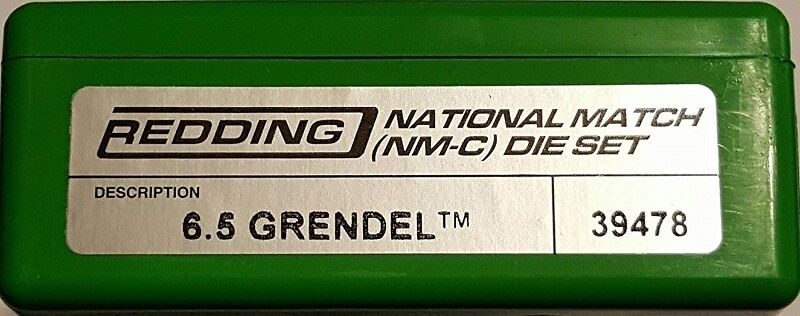 REDDING NATIONAL MATCH
(NM-C) DIE SET
DESCRIPTION
6.5 GRENDEL™ 39478